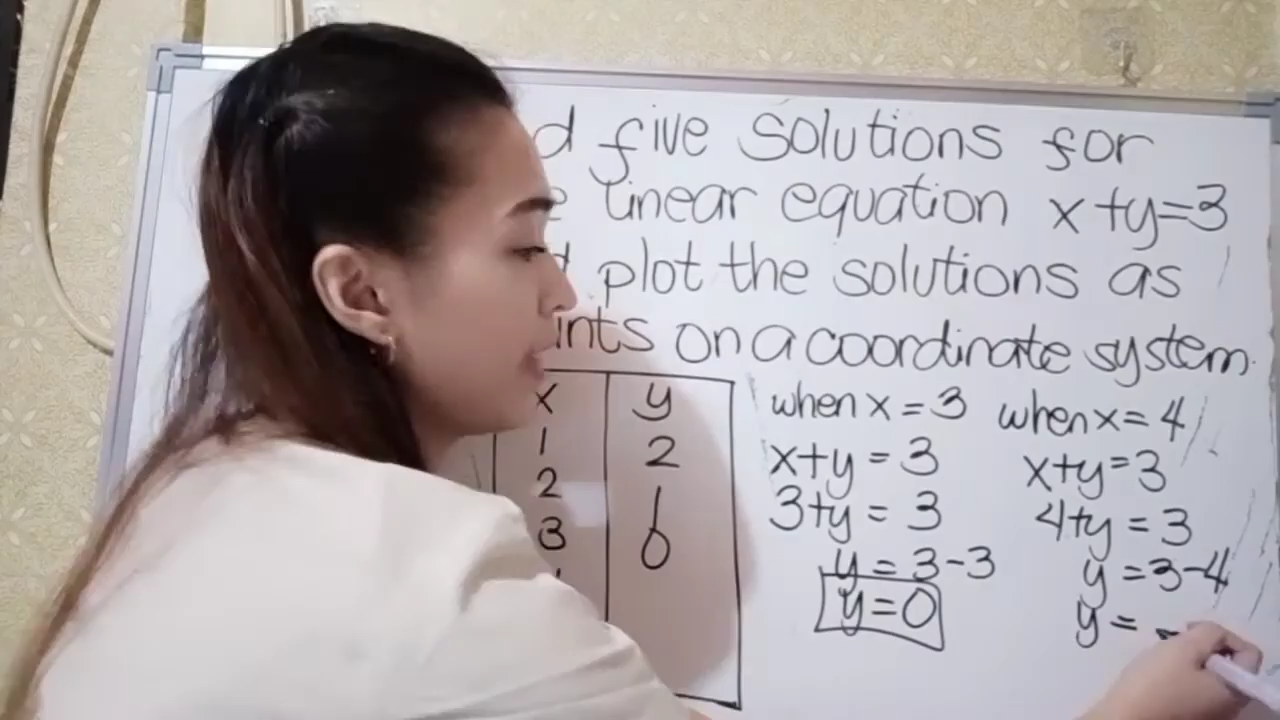 five solutions for
linear equation x+y=3
plot the solutions as
on a coordinate system.
x y
1 2
2 1
3 0
when x = 3
x+y = 3
3+y = 3
y = 3-3
y=0
when x= 4
x+y=3
4+y = 3
y =3-4
y = -